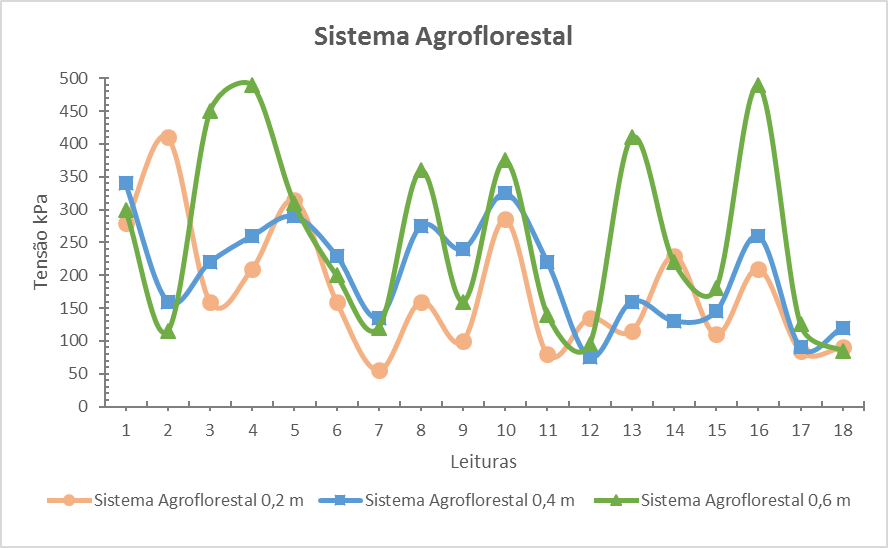 Sistema Agroflorestal
500
450
400
350
300
250
200
150
100
50
0
Tensão kPa
1 2 3 4 5 6 7 8 9 10 11 12 13 14 15 16 17 18
Leituras
Sistema Agroflorestal 0,2 m Sistema Agroflorestal 0,4 m Sistema Agroflorestal 0,6 m